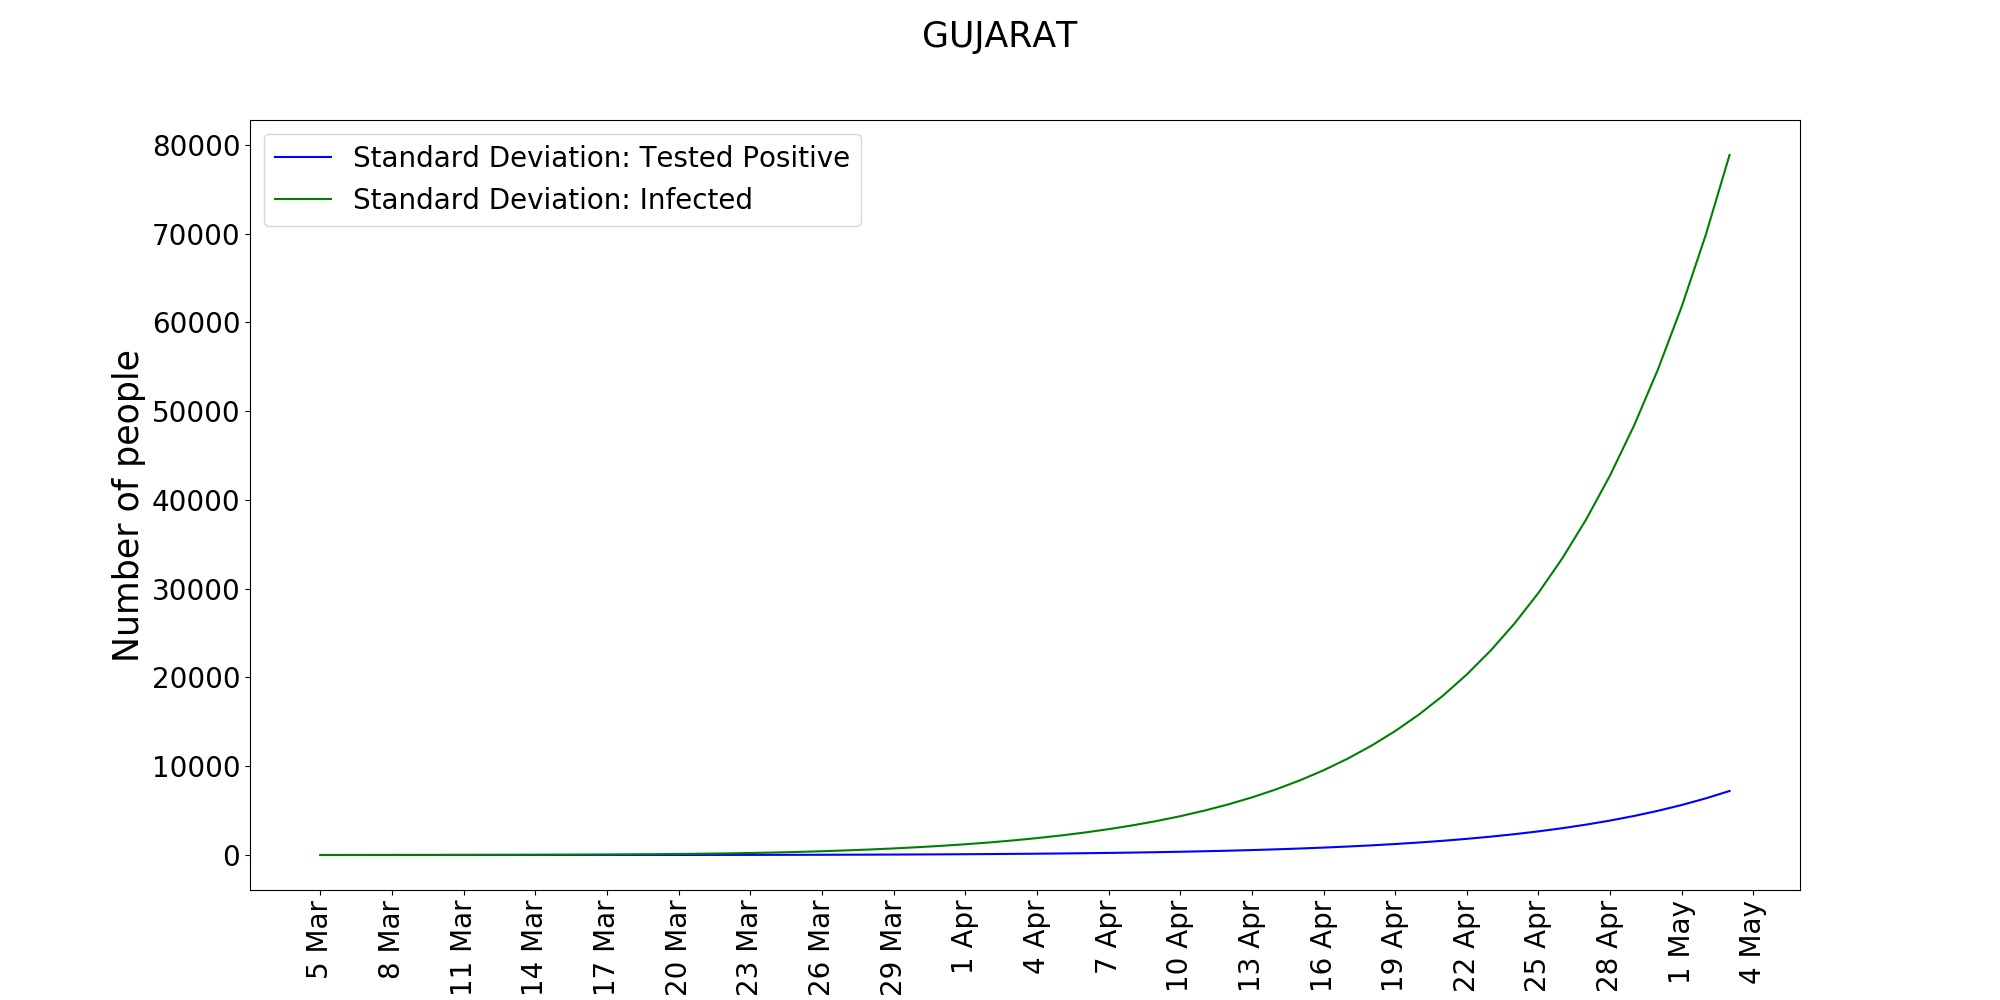 GUJARAT
Standard Deviation: Tested Positive
Standard Deviation: Infected
Number of people
80000
70000
60000
50000
40000
30000
20000
10000
0
5 Mar
8 Mar
11 Mar
14 Mar
17 Mar
20 Mar
23 Mar
26 Mar
29 Mar
1 Apr
4 Apr
7 Apr
10 Apr
13 Apr
16 Apr
19 Apr
22 Apr
25 Apr
28 Apr
1 May
4 May